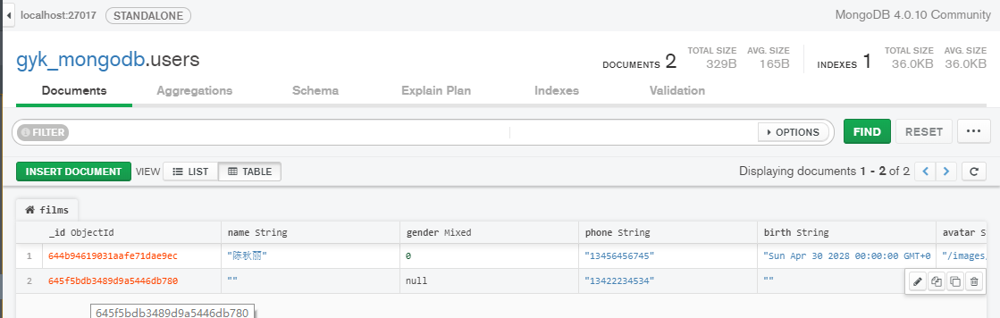 localhost:27017 STANDALONE MongoDB 4.0.10 Community
gyk_mongodb.users DOCUMENTS 2 TOTAL SIZE 329B AVG. SIZE 165B INDEXES 1 TOTAL SIZE 36.0KB AVG. SIZE 36.0KB
Documents Aggregations Schema Explain Plan Indexes Validation
FILTER OPTIONS FIND RESET ...
INSERT DOCUMENT VIEW LIST TABLE Displaying documents 1 - 2 of 2
films
_id ObjectId name String gender Mixed phone String birth String avatar S
1 644b94619031aafe71dae9ec "陈秋丽" 0 "13456456745" "Sun Apr 30 2028 00:00:00 GMT+0 "/images/
2 645f5bdb3489d9a5446db780 "" null "13422234534" ""
645f5bdb3489d9a5446db780